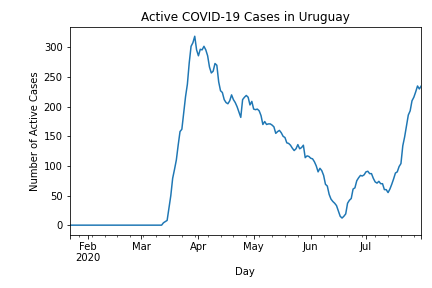 Active COVID-19 Cases in Uruguay
Number of Active Cases
300
250
200
150
100
50
0
Feb Mar Apr May Jun Jul
2020
Day